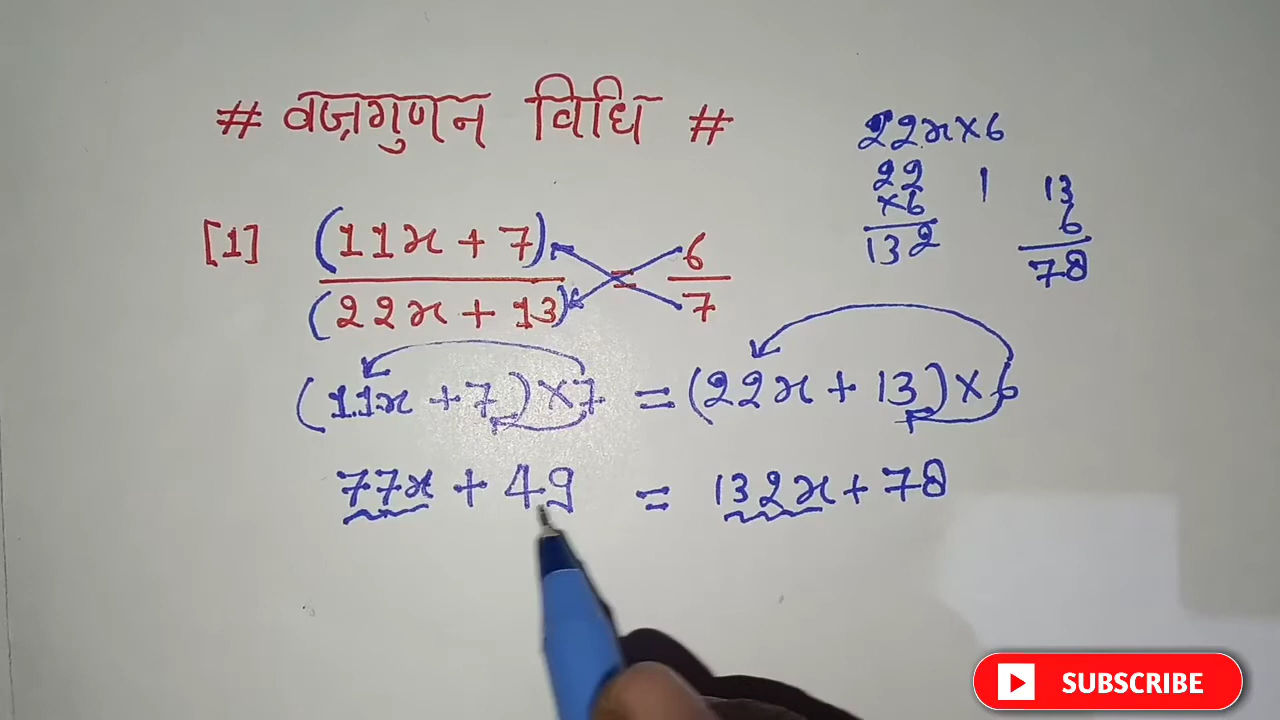 # वज्रगुणन विधि #
[1] (11x + 7) / (22x + 13) = 6 / 7
(11x + 7) × 7 = (22x + 13) × 6
77x + 49 = 132x + 78
22x × 6
22
×6
132
1
13
6
78
SUBSCRIBE